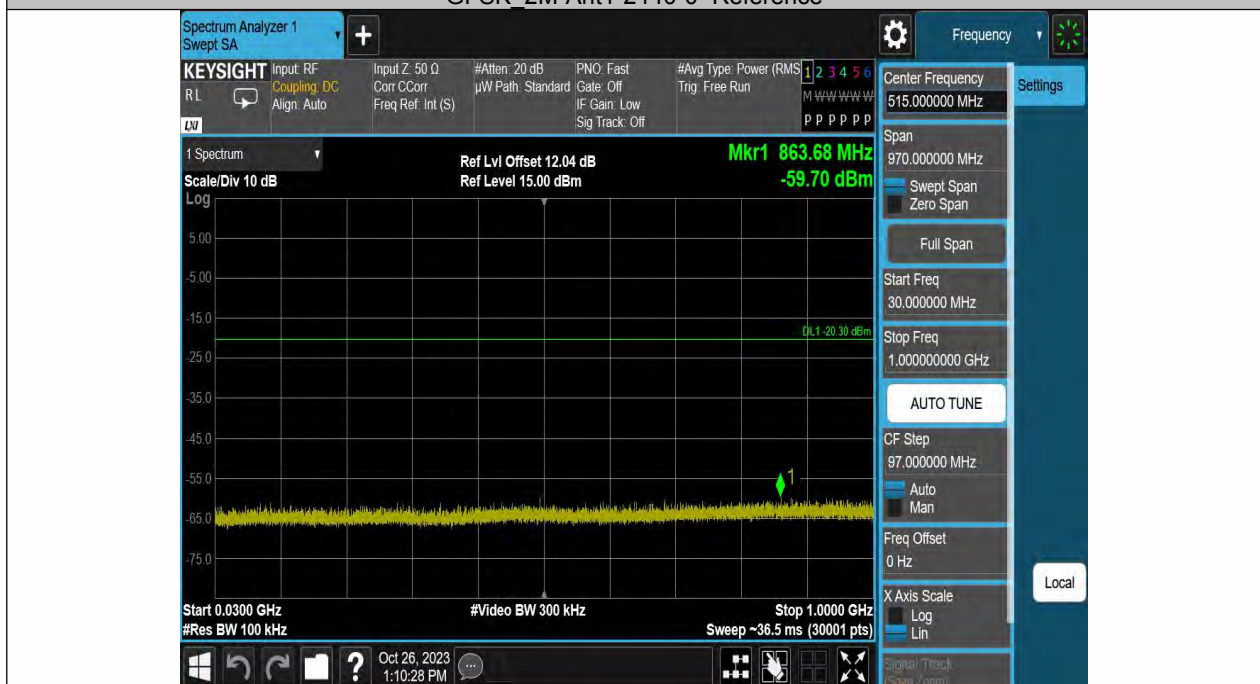 Spectrum Analyzer 1
Swept SA
Frequency
KEYSIGHT
RL
LXI
Input: RF
Coupling: DC
Align: Auto
Input Z: 50 Ω
Corr CCorr
Freq Ref: Int (S)
#Atten: 20 dB
µW Path: Standard
PNO: Fast
Gate: Off
IF Gain: Low
Sig Track: Off
#Avg Type: Power (RMS
Trig: Free Run
1 2 3 4 5 6
M W W W W W
P P P P P P
Center Frequency
515.000000 MHz
Settings
1 Spectrum
Scale/Div 10 dB
Log
Ref Lvl Offset 12.04 dB
Ref Level 15.00 dBm
Mkr1 863.68 MHz
-59.70 dBm
5.00
-5.00
-15.0
-25.0
-35.0
-45.0
-55.0
-65.0
-75.0
DL1 -20.30 dBm
1
Start 0.0300 GHz
#Res BW 100 kHz
#Video BW 300 kHz
Stop 1.0000 GHz
Sweep ~36.5 ms (30001 pts)
Span
970.000000 MHz
Swept Span
Zero Span
Full Span
Start Freq
30.000000 MHz
Stop Freq
1.000000000 GHz
AUTO TUNE
CF Step
97.000000 MHz
Auto
Man
Freq Offset
0 Hz
X Axis Scale
Log
Lin
Signal Track
(Span Zoom)
Local
?
Oct 26, 2023
1:10:28 PM